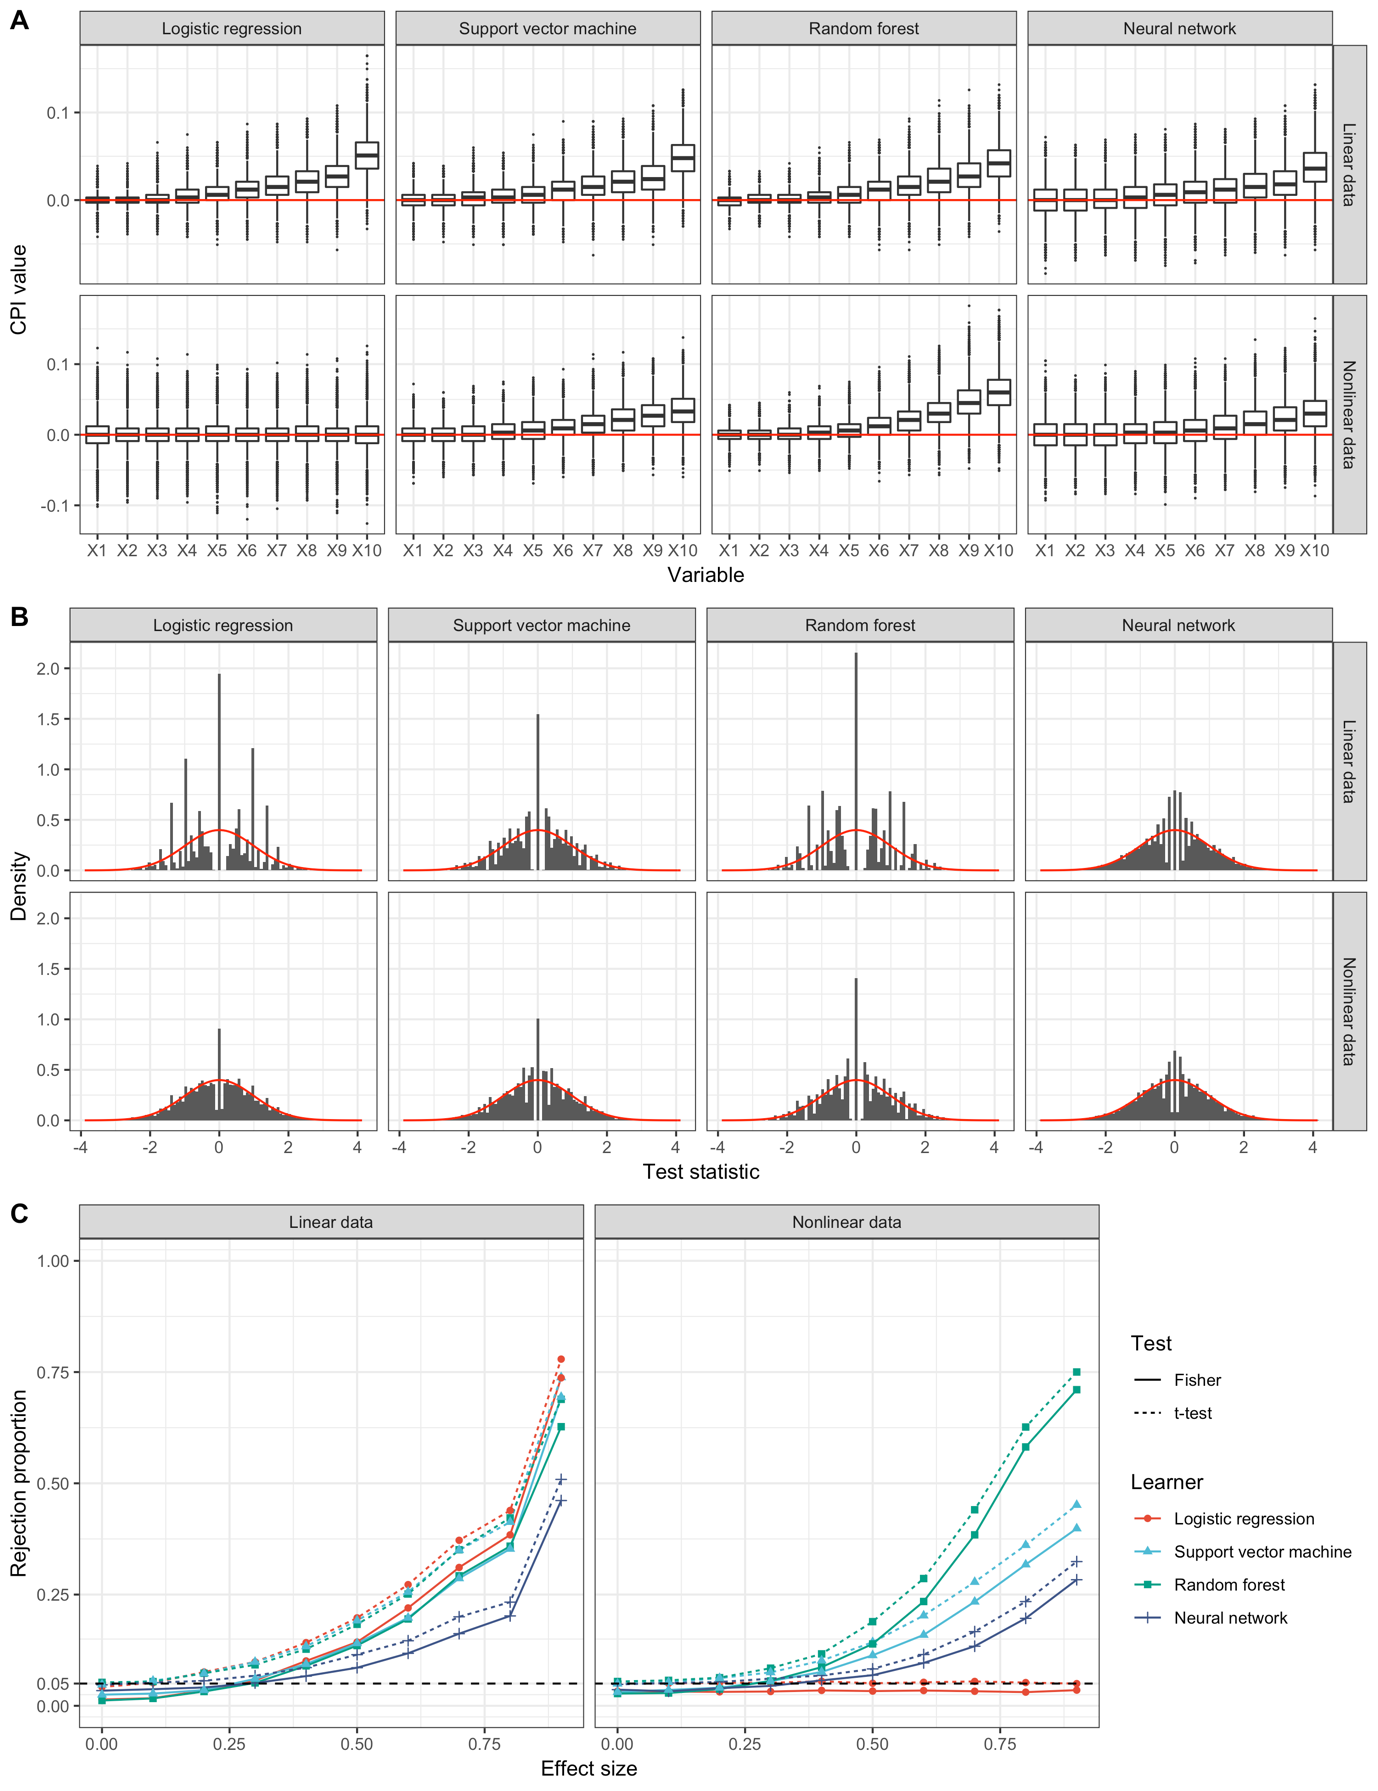 A
Logistic regression
Support vector machine
Random forest
Neural network
CPI value
0.1
0.0
Linear data
0.1
0.0
-0.1
Nonlinear data
X1 X2 X3 X4 X5 X6 X7 X8 X9 X10
X1 X2 X3 X4 X5 X6 X7 X8 X9 X10
X1 X2 X3 X4 X5 X6 X7 X8 X9 X10
X1 X2 X3 X4 X5 X6 X7 X8 X9 X10
Variable
B
Logistic regression
Support vector machine
Random forest
Neural network
Density
2.0
1.5
1.0
0.5
0.0
Linear data
2.0
1.5
1.0
0.5
0.0
Nonlinear data
-4 -2 0 2 4
-4 -2 0 2 4
-4 -2 0 2 4
-4 -2 0 2 4
Test statistic
C
Linear data
Nonlinear data
Rejection proportion
1.00
0.75
0.50
0.25
0.05
0.00
0.00 0.25 0.50 0.75
0.00 0.25 0.50 0.75
Effect size
Test
Fisher
t-test
Learner
Logistic regression
Support vector machine
Random forest
Neural network